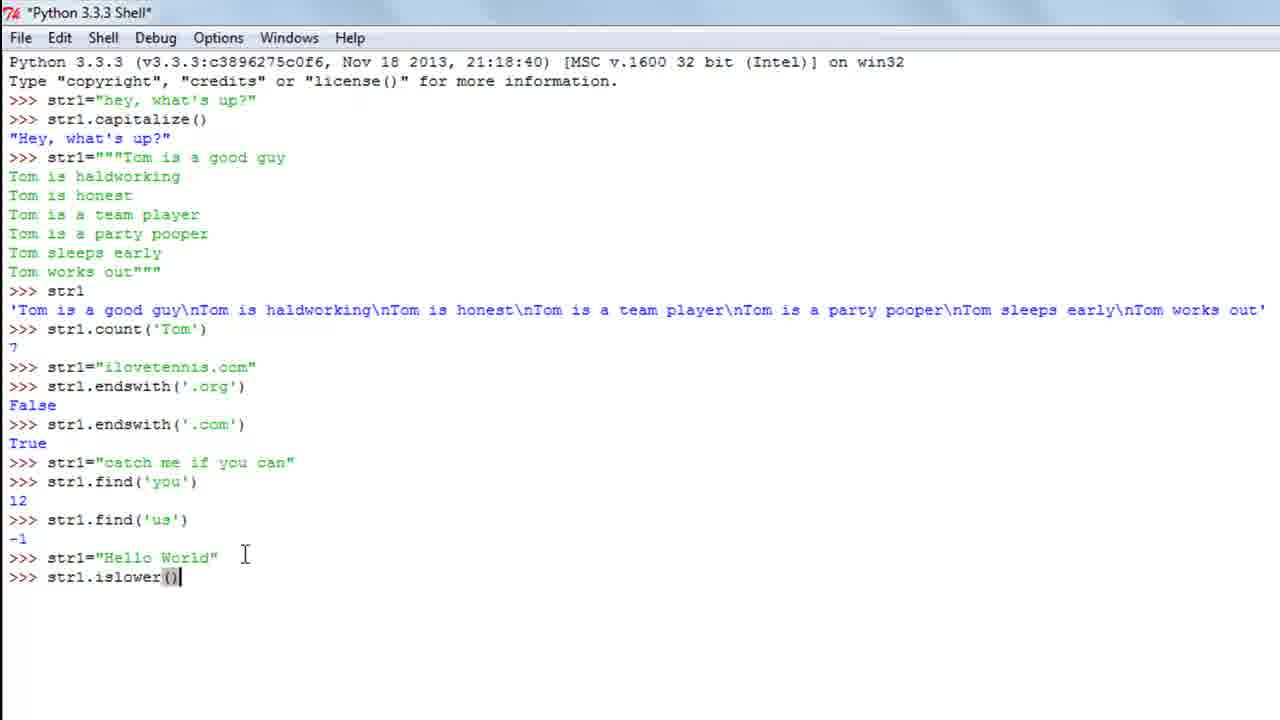 *Python 3.3.3 Shell*
File Edit Shell Debug Options Windows Help
Python 3.3.3 (v3.3.3:c3896275c0f6, Nov 18 2013, 21:18:40) [MSC v.1600 32 bit (Intel)] on win32
Type "copyright", "credits" or "license()" for more information.
>>> str1="hey, what's up?"
>>> str1.capitalize()
"Hey, what's up?"
>>> str1="""Tom is a good guy
Tom is haldworking
Tom is honest
Tom is a team player
Tom is a party pooper
Tom sleeps early
Tom works out"""
>>> str1
'Tom is a good guy\nTom is haldworking\nTom is honest\nTom is a team player\nTom is a party pooper\nTom sleeps early\nTom works out'
>>> str1.count('Tom')
7
>>> str1="ilovetennis.com"
>>> str1.endswith('.org')
False
>>> str1.endswith('.com')
True
>>> str1="catch me if you can"
>>> str1.find('you')
12
>>> str1.find('us')
-1
>>> str1="Hello World"
>>> str1.islower()